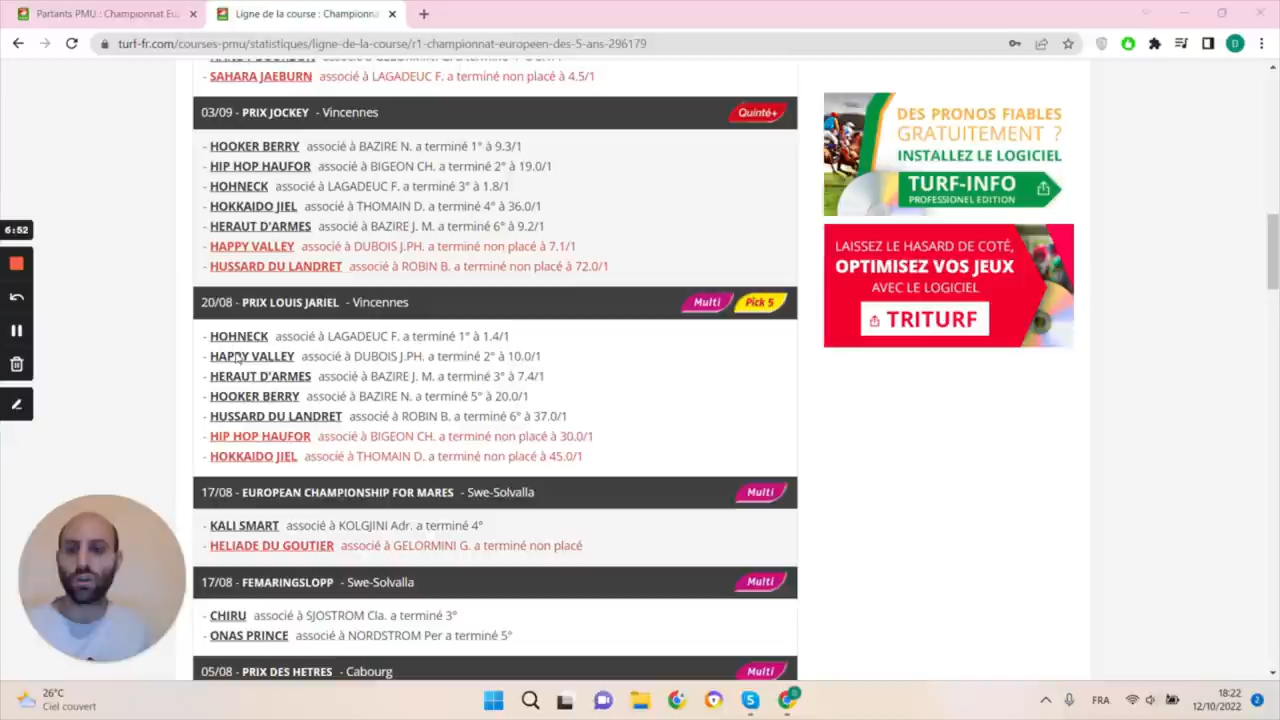 Partants PMU : Championnat Eu
Ligne de la course : Championna
turf-fr.com/courses-pmu/statistiques/ligne-de-la-course/r1-championnat-europeen-des-5-ans-296179
D
- SAHARA JAEBURN associé à LAGADEUC F. a terminé non placé à 4.5/1
03/09 - PRIX JOCKEY - Vincennes
Quinté+
- HOOKER BERRY associé à BAZIRE N. a terminé 1° à 9.3/1
- HIP HOP HAUFOR associé à BIGEON CH. a terminé 2° à 19.0/1
- HOHNECK associé à LAGADEUC F. a terminé 3° à 1.8/1
- HOKKAIDO JIEL associé à THOMAIN D. a terminé 4° à 36.0/1
- HERAUT D'ARMES associé à BAZIRE J. M. a terminé 6° à 9.2/1
- HAPPY VALLEY associé à DUBOIS J.PH. a terminé non placé à 7.1/1
- HUSSARD DU LANDRET associé à ROBIN B. a terminé non placé à 72.0/1
20/08 - PRIX LOUIS JARIEL - Vincennes
Multi
Pick 5
- HOHNECK associé à LAGADEUC F. a terminé 1° à 1.4/1
- HAPPY VALLEY associé à DUBOIS J.PH. a terminé 2° à 10.0/1
- HERAUT D'ARMES associé à BAZIRE J. M. a terminé 3° à 7.4/1
- HOOKER BERRY associé à BAZIRE N. a terminé 5° à 20.0/1
- HUSSARD DU LANDRET associé à ROBIN B. a terminé 6° à 37.0/1
- HIP HOP HAUFOR associé à BIGEON CH. a terminé non placé à 30.0/1
- HOKKAIDO JIEL associé à THOMAIN D. a terminé non placé à 45.0/1
17/08 - EUROPEAN CHAMPIONSHIP FOR MARES - Swe-Solvalla
Multi
- KALI SMART associé à KOLGJINI Adr. a terminé 4°
- HELIADE DU GOUTIER associé à GELORMINI G. a terminé non placé
17/08 - FEMARINGSLOPP - Swe-Solvalla
Multi
- CHIRU associé à SJOSTROM Cla. a terminé 3°
- ONAS PRINCE associé à NORDSTROM Per a terminé 5°
05/08 - PRIX DES HETRES - Cabourg
Multi
DES PRONOS FIABLES
GRATUITEMENT ?
INSTALLEZ LE LOGICIEL
TURF-INFO
PROFESSIONEL EDITION
LAISSEZ LE HASARD DE COTÉ,
OPTIMISEZ VOS JEUX
AVEC LE LOGICIEL
TRITURF
6:52
26°C
Ciel couvert
FRA
18:22
12/10/2022
2